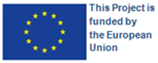 This Project is
funded by
the European
Union